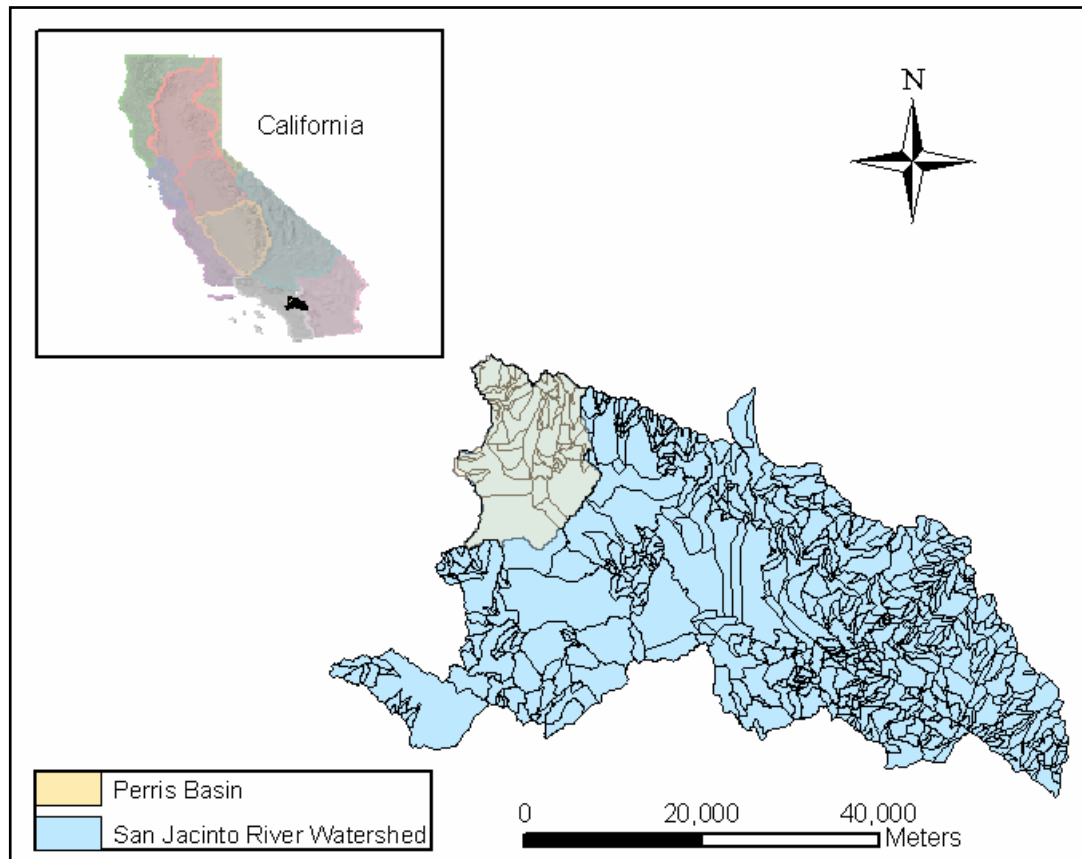 California
N
Perris Basin
San Jacinto River Watershed
0 20,000 40,000
Meters